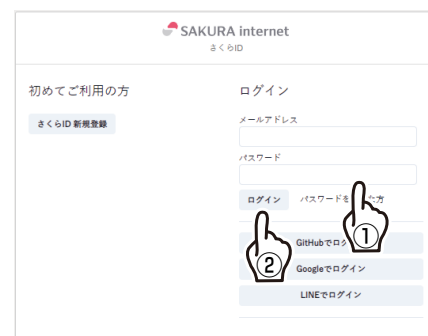 SAKURA internet
さくらID
初めてご利用の方
さくらID 新規登録
ログイン
メールアドレス
パスワード
ログイン
パスワードを た方
①
②
GitHubでログ ン
Googleでログイン
LINEでログイン